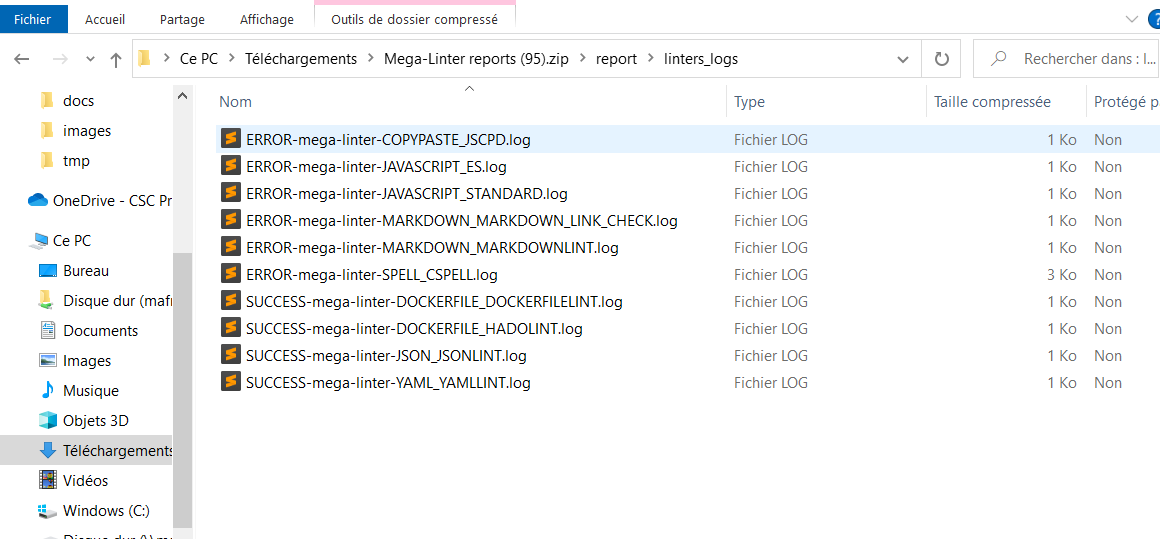 Fichier Accueil Partage Affichage Outils de dossier compressé
Ce PC Téléchargements Mega-Linter reports (95).zip report linters_logs Rechercher dans : l...
docs
images
tmp
OneDrive - CSC Pr
Ce PC
Bureau
Disque dur (mafr
Documents
Images
Musique
Objets 3D
Téléchargements
Vidéos
Windows (C:)
Nom Type Taille compressée Protégé pa
ERROR-mega-linter-COPYPASTE_JSCPD.log Fichier LOG 1 Ko Non
ERROR-mega-linter-JAVASCRIPT_ES.log Fichier LOG 1 Ko Non
ERROR-mega-linter-JAVASCRIPT_STANDARD.log Fichier LOG 1 Ko Non
ERROR-mega-linter-MARKDOWN_MARKDOWN_LINK_CHECK.log Fichier LOG 1 Ko Non
ERROR-mega-linter-MARKDOWN_MARKDOWNLINT.log Fichier LOG 1 Ko Non
ERROR-mega-linter-SPELL_CSPELL.log Fichier LOG 3 Ko Non
SUCCESS-mega-linter-DOCKERFILE_DOCKERFILELINT.log Fichier LOG 1 Ko Non
SUCCESS-mega-linter-DOCKERFILE_HADOLINT.log Fichier LOG 1 Ko Non
SUCCESS-mega-linter-JSON_JSONLINT.log Fichier LOG 1 Ko Non
SUCCESS-mega-linter-YAML_YAMLLINT.log Fichier LOG 1 Ko Non